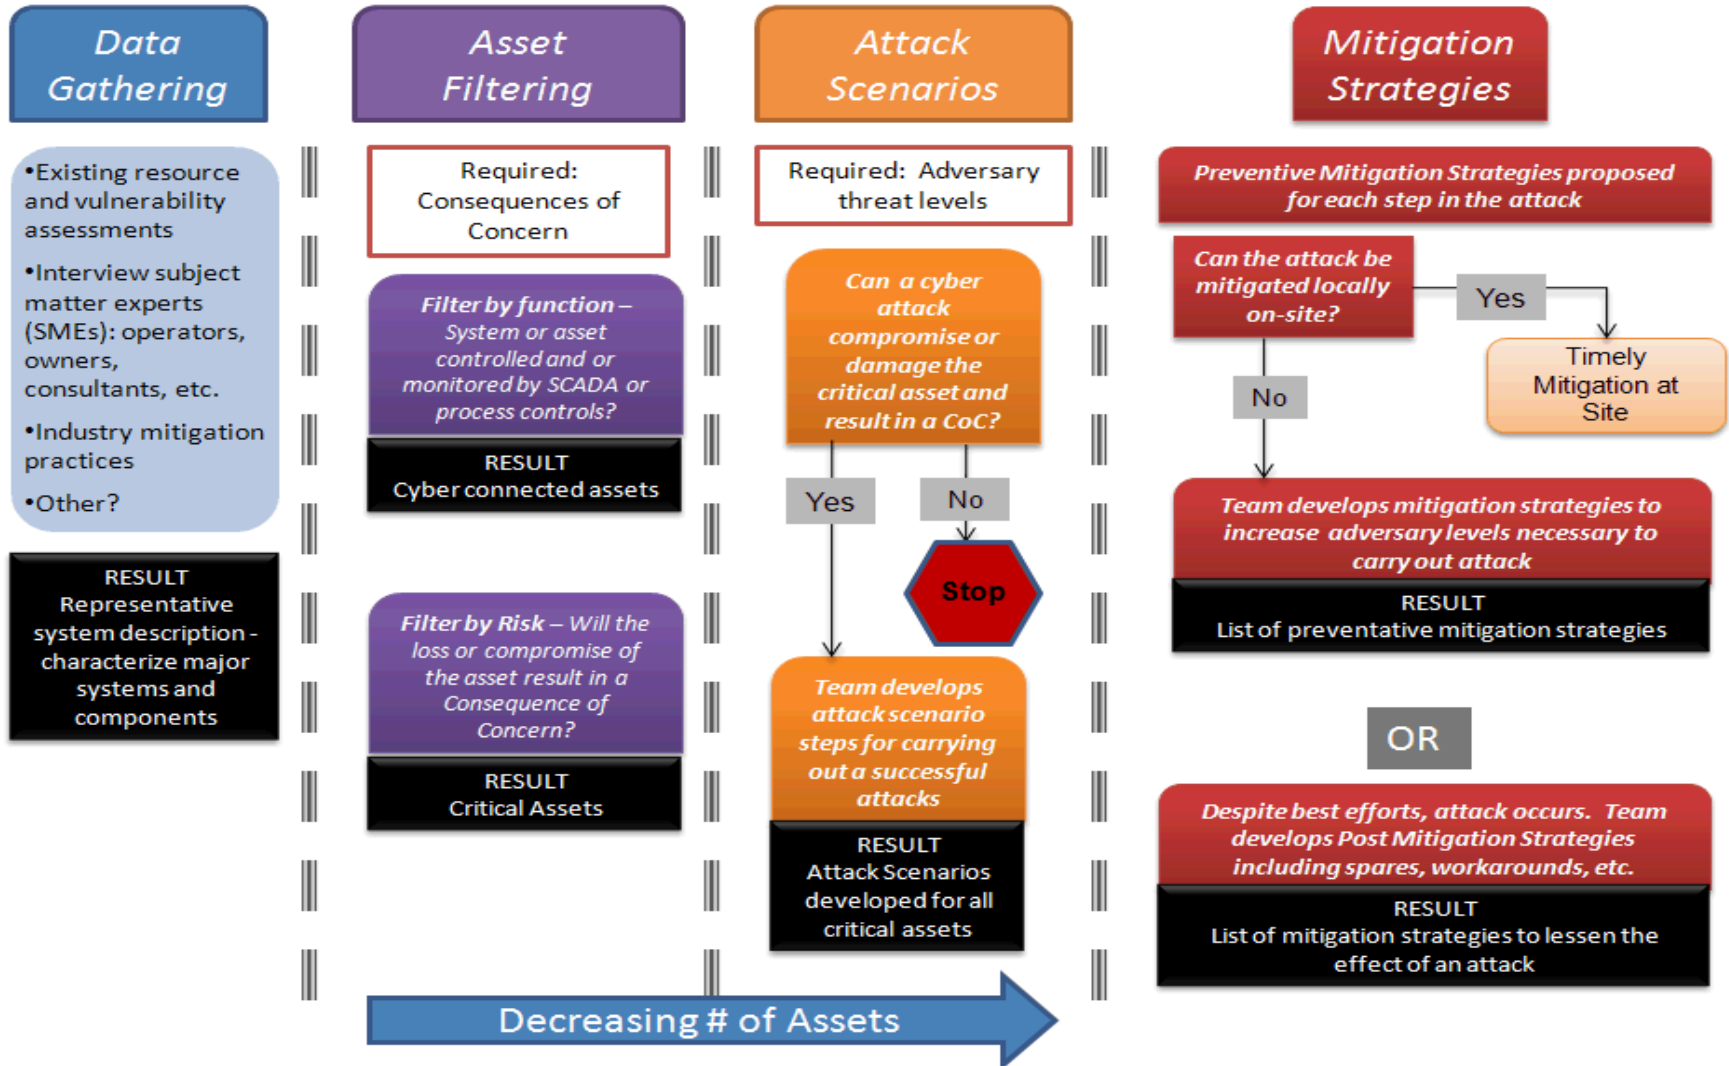 Data
Gathering
•Existing resource
and vulnerability
assessments
•Interview subject
matter experts
(SMEs): operators,
owners,
consultants, etc.
•Industry mitigation
practices
•Other?
RESULT
Representative
system description -
characterize major
systems and
components
Asset
Filtering
Required:
Consequences of
Concern
Filter by function –
System or asset
controlled and or
monitored by SCADA or
process controls?
RESULT
Cyber connected assets
Filter by Risk – Will the
loss or compromise of
the asset result in a
Consequence of
Concern?
RESULT
Critical Assets
Attack
Scenarios
Required: Adversary
threat levels
Can a cyber
attack
compromise or
damage the
critical asset and
result in a CoC?
Yes
No
Stop
Team develops
attack scenario
steps for carrying
out a successful
attacks
RESULT
Attack Scenarios
developed for all
critical assets
Decreasing # of Assets
Mitigation
Strategies
Preventive Mitigation Strategies proposed
for each step in the attack
Can the attack be
mitigated locally
on-site?
Yes
Timely
Mitigation at
Site
No
Team develops mitigation strategies to
increase adversary levels necessary to
carry out attack
RESULT
List of preventative mitigation strategies
OR
Despite best efforts, attack occurs. Team
develops Post Mitigation Strategies
including spares, workarounds, etc.
RESULT
List of mitigation strategies to lessen the
effect of an attack